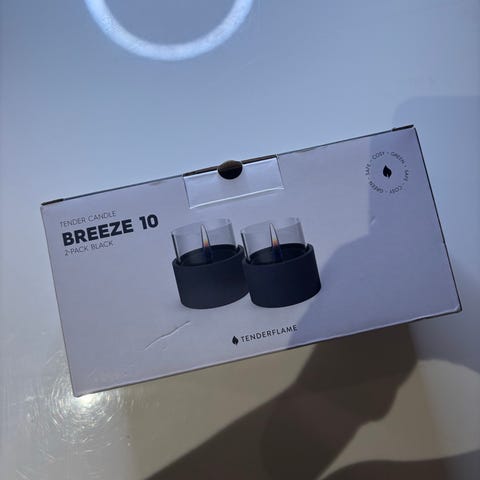 TENDER CANDLE
BREEZE 10
2-PACK BLACK
GREEN · SAFE · COSY · GREEN · SAFE · COSY ·
TENDERFLAME